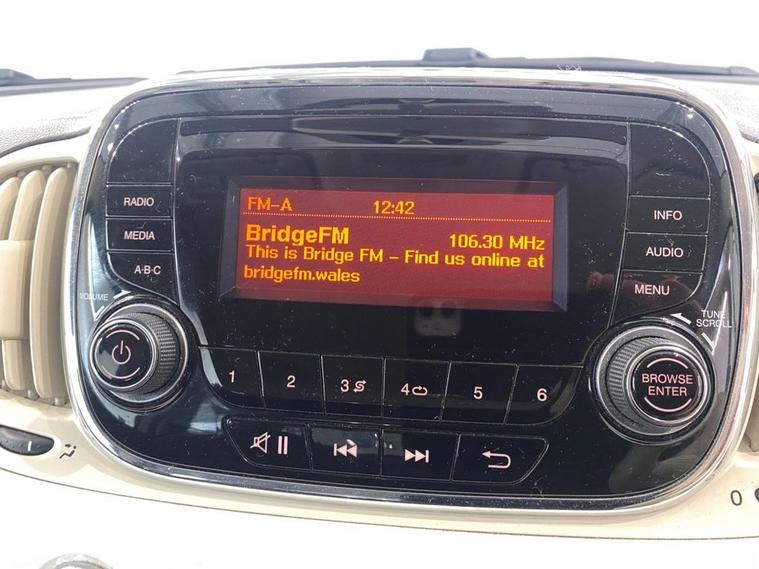 FM-A 12:42
BridgeFM 106.30 MHz
This is Bridge FM - Find us online at
bridgefm.wales
RADIO
MEDIA
A-B-C
VOLUME
INFO
AUDIO
MENU
TUNE
SCROLL
BROWSE
ENTER
1 2 3 4 5 6
0